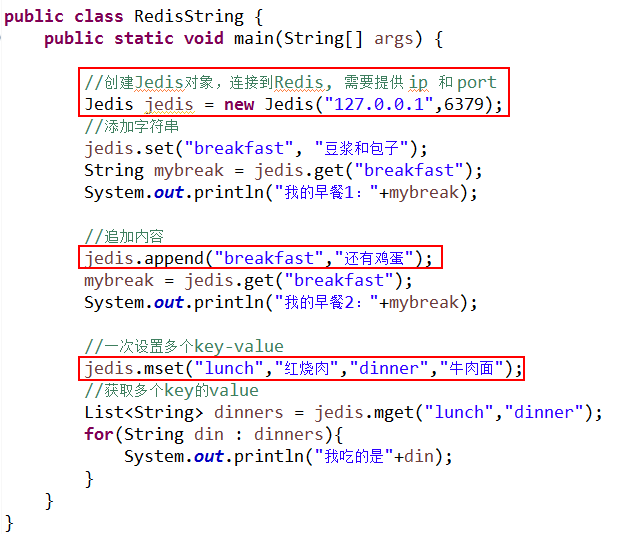 public class RedisString {
    public static void main(String[] args) {
        //创建Jedis对象，连接到Redis, 需要提供 ip 和 port
        Jedis jedis = new Jedis("127.0.0.1",6379);
        //添加字符串
        jedis.set("breakfast", "豆浆和包子");
        String mybreak = jedis.get("breakfast");
        System.out.println("我的早餐1："+mybreak);
        //追加内容
        jedis.append("breakfast","还有鸡蛋");
        mybreak = jedis.get("breakfast");
        System.out.println("我的早餐2："+mybreak);
        //一次设置多个key-value
        jedis.mset("lunch","红烧肉","dinner","牛肉面");
        //获取多个key的value
        List<String> dinners = jedis.mget("lunch","dinner");
        for(String din : dinners){
            System.out.println("我吃的是"+din);
        }
    }
}